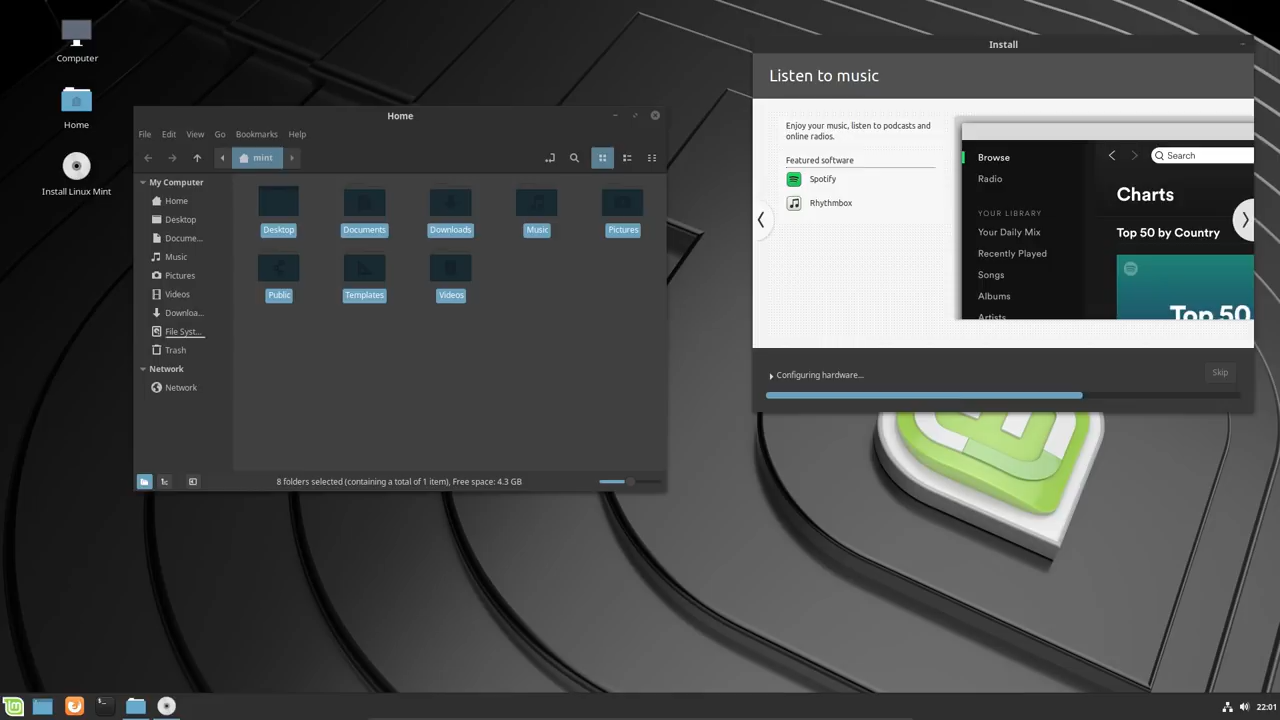 Computer
Home
Install Linux Mint
Home
File Edit View Go Bookmarks Help
mint
My Computer
Home
Desktop
Docume...
Music
Pictures
Videos
Downloa...
File Syst...
Trash
Network
Network
Desktop Documents Downloads Music Pictures
Public Templates Videos
8 folders selected (containing a total of 1 item), Free space: 4.3 GB
Install
Listen to music
Enjoy your music, listen to podcasts and
online radios.
Featured software
Spotify
Rhythmbox
Browse
Radio
YOUR LIBRARY
Your Daily Mix
Recently Played
Songs
Albums
Artists
Search
Charts
Top 50 by Country
Top 50
Configuring hardware...
Skip
22:01